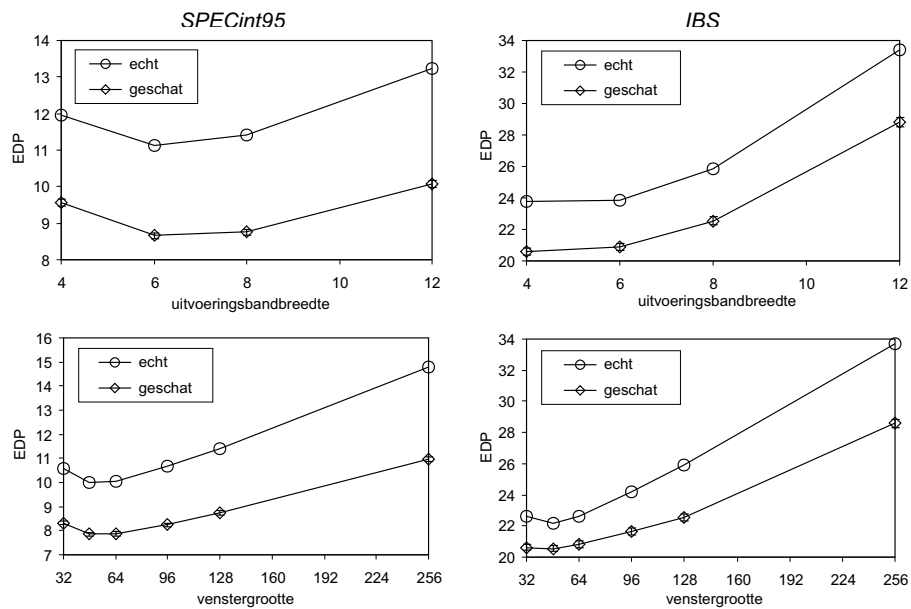 SPECint95
IBS
14
13
12
11
10
9
8
EDP
echt
geschat
4 6 8 10 12
uitvoeringsbandbreedte
34
32
30
28
26
24
22
20
EDP
echt
geschat
4 6 8 10 12
uitvoeringsbandbreedte
16
15
14
13
12
11
10
9
8
7
EDP
echt
geschat
32 64 96 128 160 192 224 256
venstergrootte
34
32
30
28
26
24
22
20
EDP
echt
geschat
32 64 96 128 160 192 224 256
venstergrootte